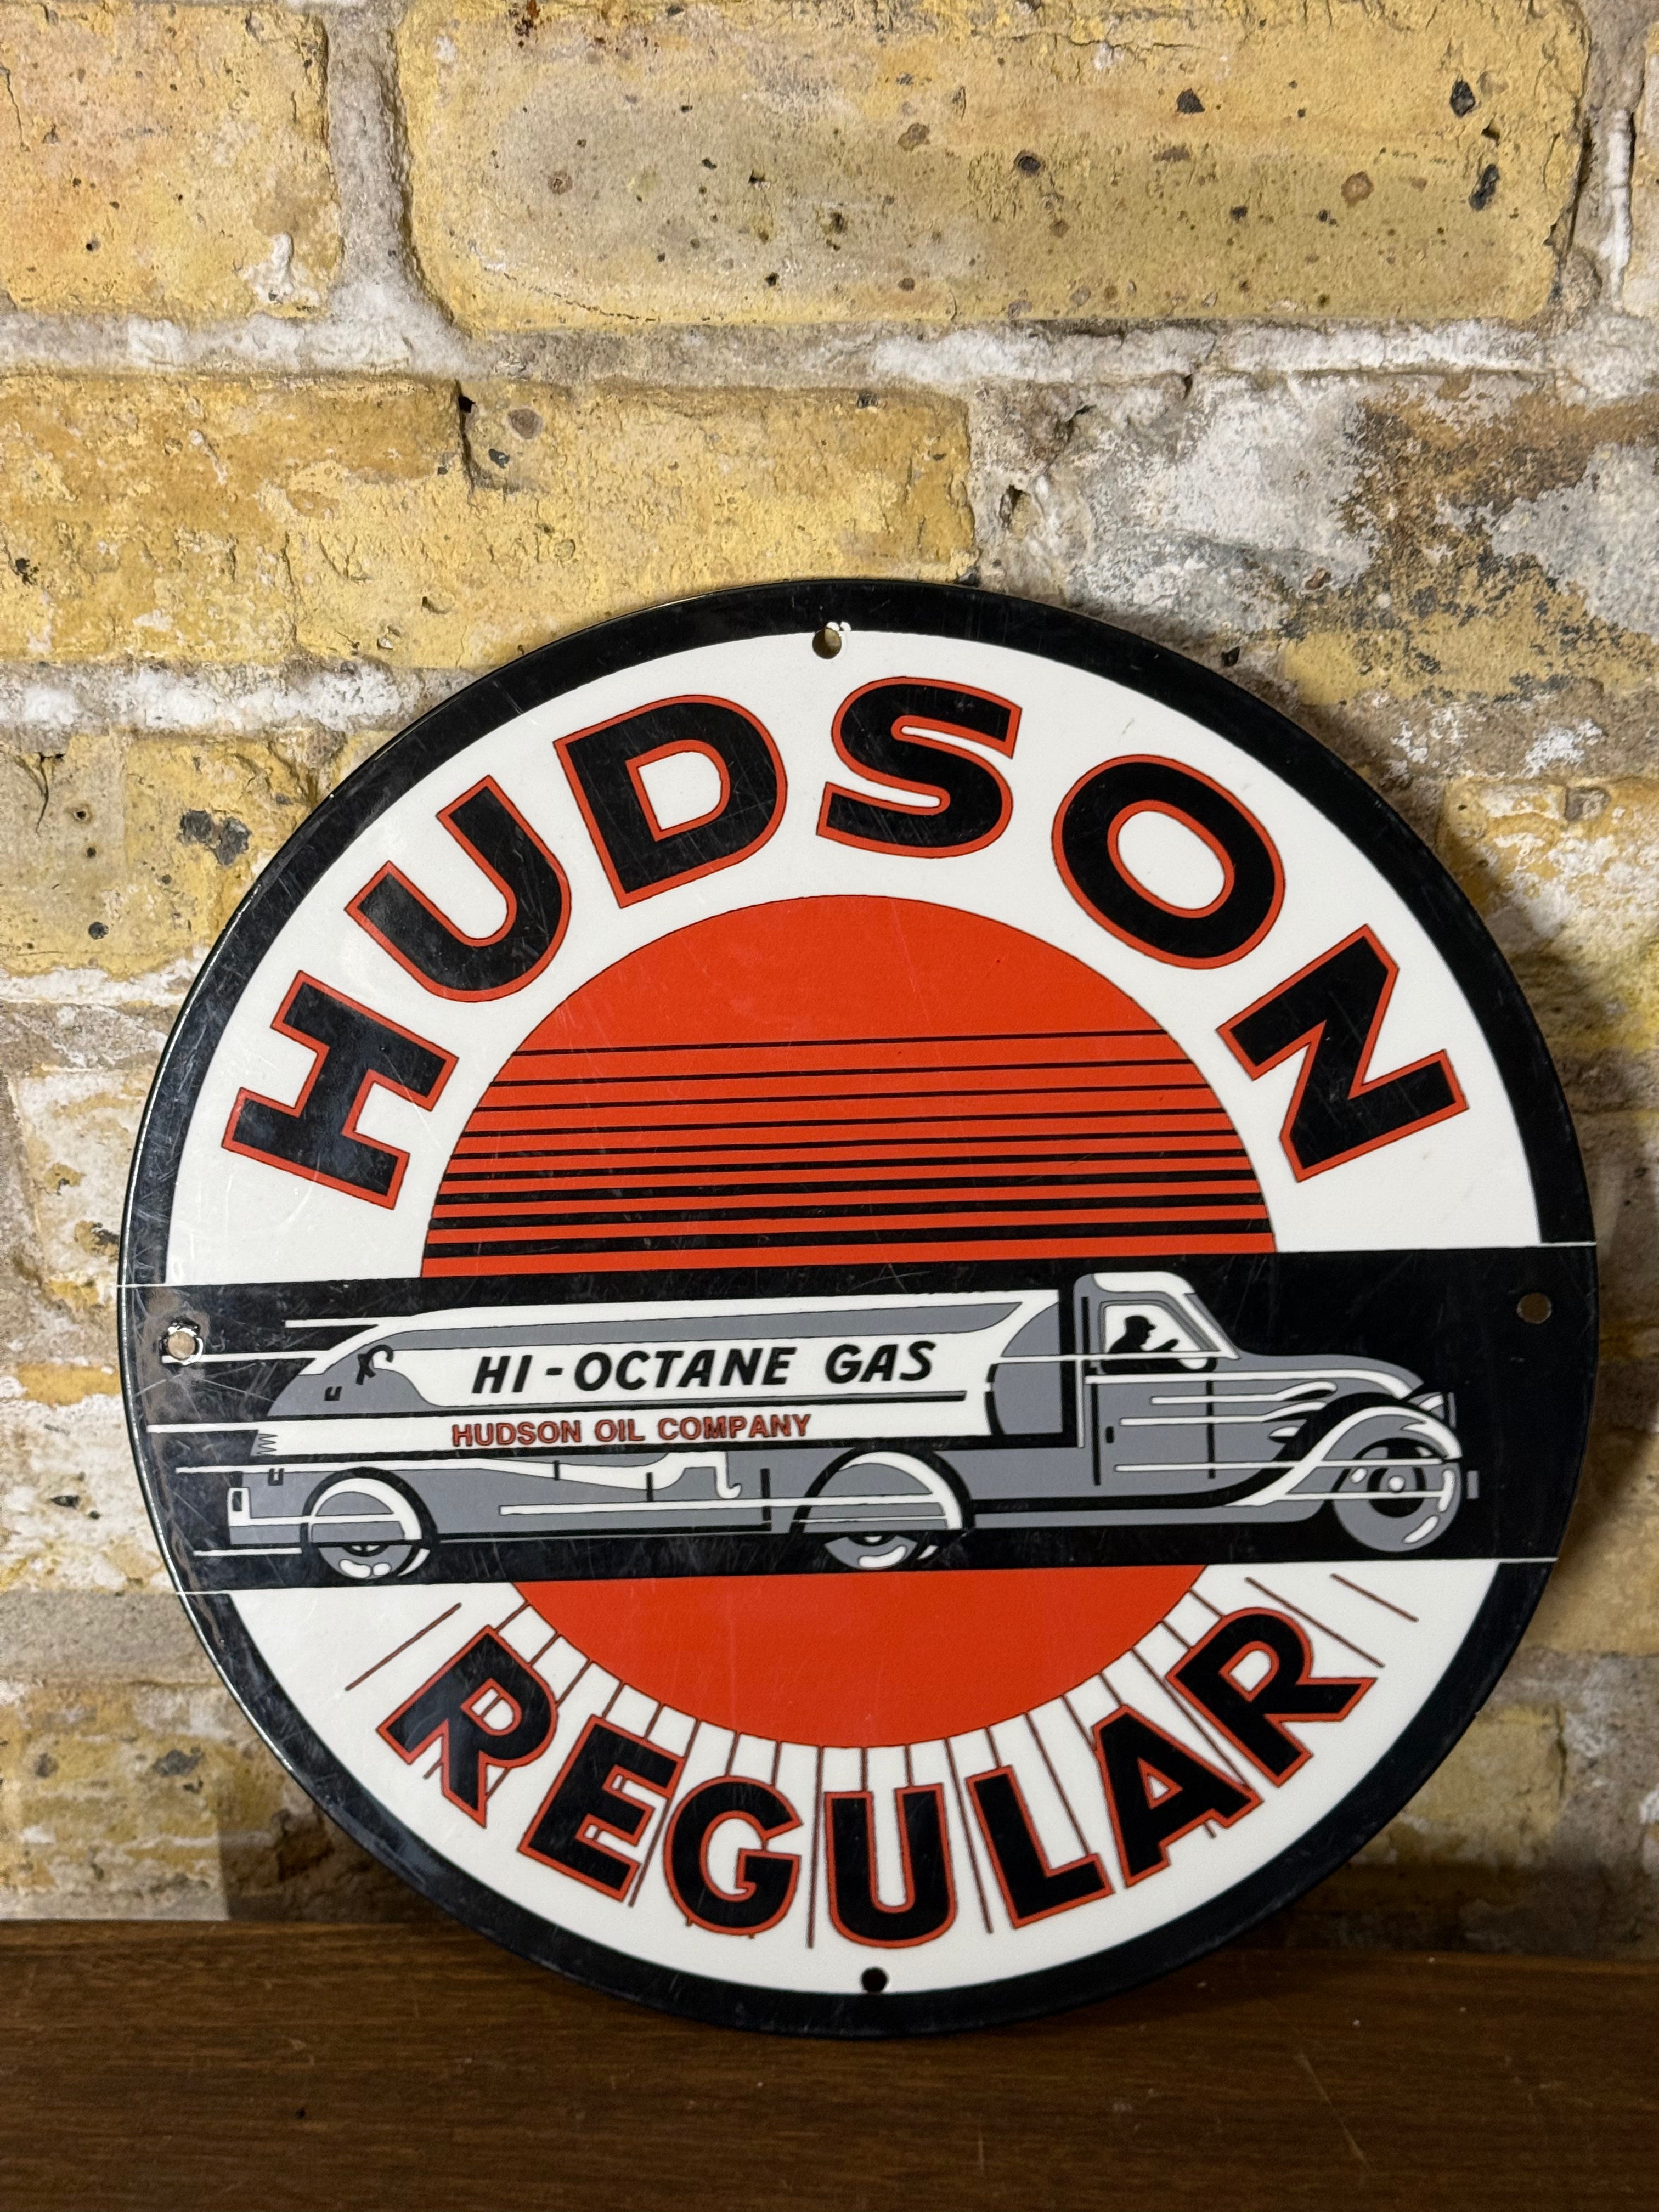 HUDSON
HI-OCTANE GAS
HUDSON OIL COMPANY
REGULAR